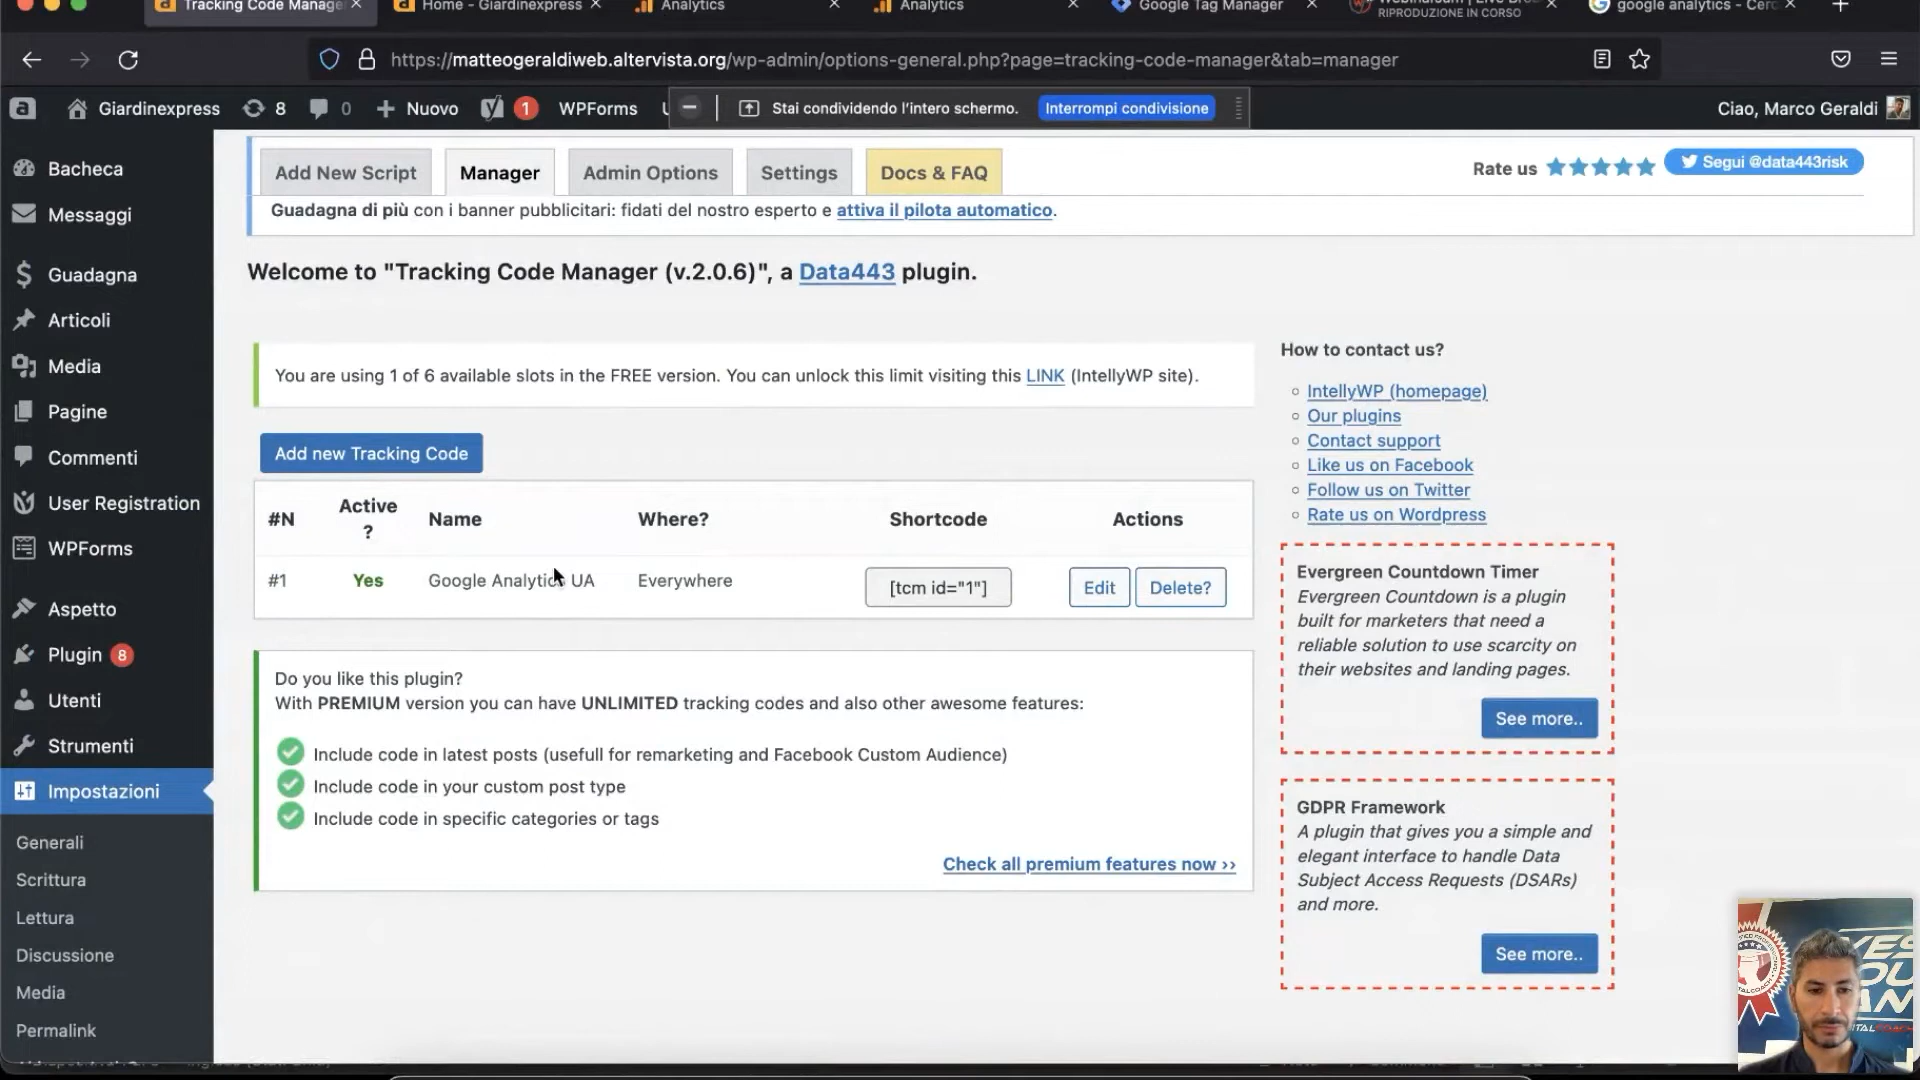 Tracking Code Manager
Home - Giardinexpress
Analytics
Analytics
Google Tag Manager
RIPRODUZIONE IN CORSO
google analytics - Cerc
https://matteogeraldiweb.altervista.org/wp-admin/options-general.php?page=tracking-code-manager&tab=manager
Giardinexpress
8
0
Nuovo
1
WPForms
Stai condividendo l'intero schermo.
Interrompi condivisione
Ciao, Marco Geraldi
Bacheca
Messaggi
Guadagna
Articoli
Media
Pagine
Commenti
User Registration
WPForms
Aspetto
Plugin 8
Utenti
Strumenti
Impostazioni
Generali
Scrittura
Lettura
Discussione
Media
Permalink
Add New Script
Manager
Admin Options
Settings
Docs & FAQ
Rate us
Segui @data443risk
Guadagna di più con i banner pubblicitari: fidati del nostro esperto e attiva il pilota automatico.
Welcome to "Tracking Code Manager (v.2.0.6)", a Data443 plugin.
You are using 1 of 6 available slots in the FREE version. You can unlock this limit visiting this LINK (IntellyWP site).
Add new Tracking Code
#N
Active
?
Name
Where?
Shortcode
Actions
#1
Yes
Google Analytics UA
Everywhere
[tcm id="1"]
Edit
Delete?
Do you like this plugin?
With PREMIUM version you can have UNLIMITED tracking codes and also other awesome features:
Include code in latest posts (usefull for remarketing and Facebook Custom Audience)
Include code in your custom post type
Include code in specific categories or tags
Check all premium features now ››
How to contact us?
IntellyWP (homepage)
Our plugins
Contact support
Like us on Facebook
Follow us on Twitter
Rate us on Wordpress
Evergreen Countdown Timer
Evergreen Countdown is a plugin
built for marketers that need a
reliable solution to use scarcity on
their websites and landing pages.
See more..
GDPR Framework
A plugin that gives you a simple and
elegant interface to handle Data
Subject Access Requests (DSARs)
and more.
See more..